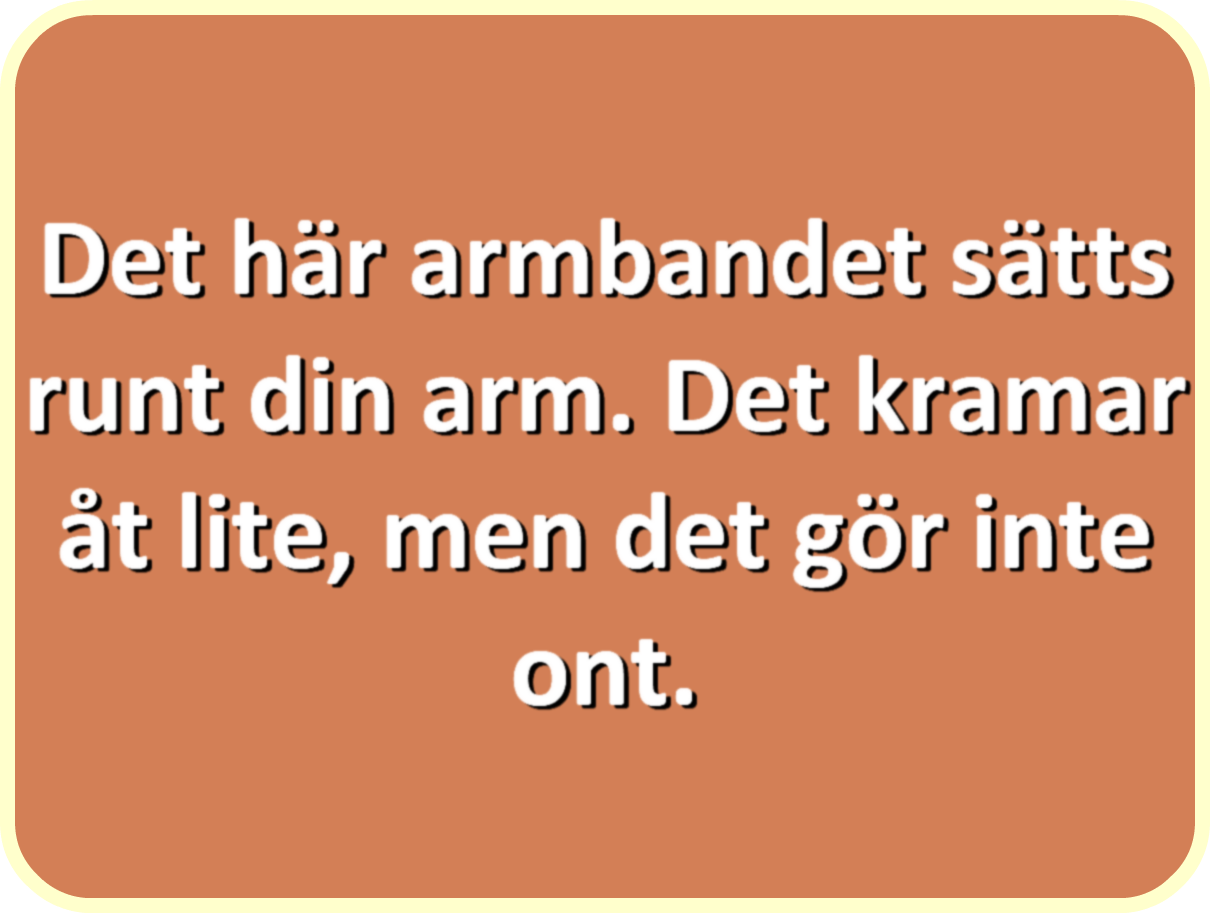 Det här armbandet sätts
runt din arm. Det kramar
åt lite, men det gör inte
ont.